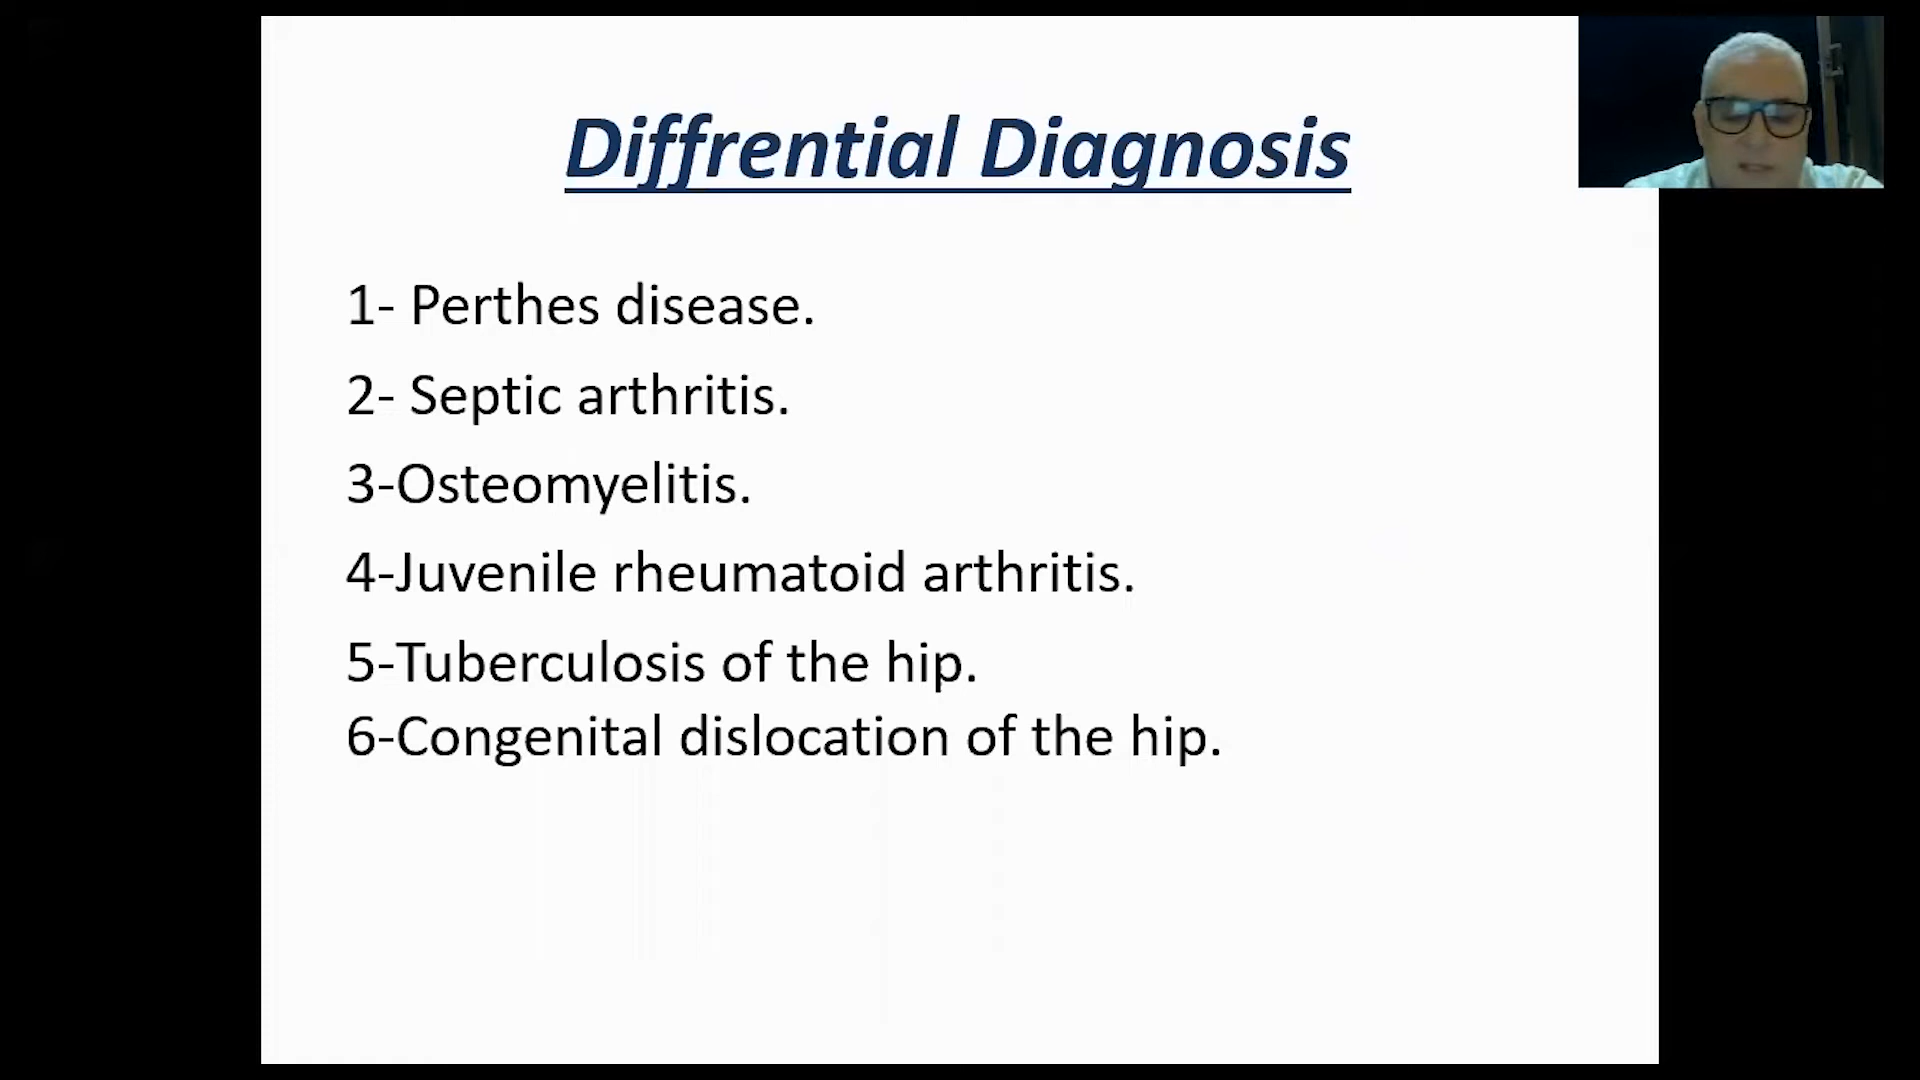 Diffrential Diagnosis
1- Perthes disease.
2- Septic arthritis.
3-Osteomyelitis.
4-Juvenile rheumatoid arthritis.
5-Tuberculosis of the hip.
6-Congenital dislocation of the hip.